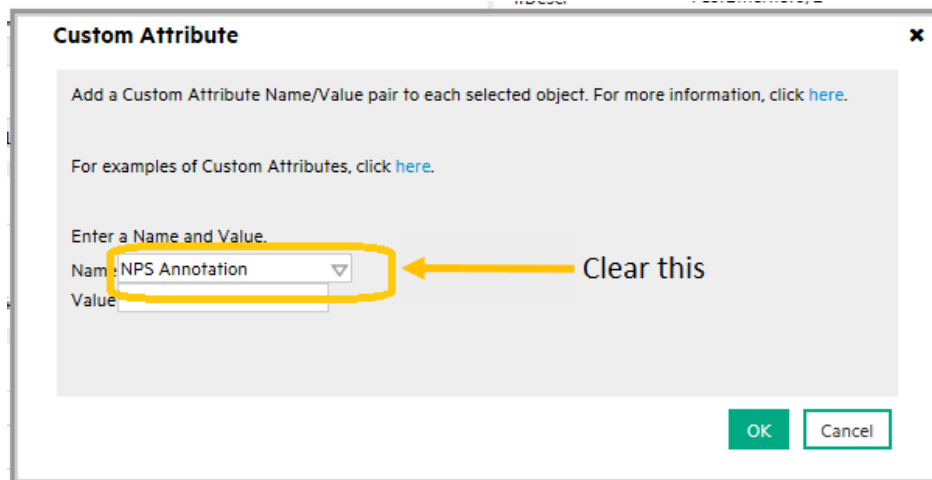 Custom Attribute
Add a Custom Attribute Name/Value pair to each selected object. For more information, click here.
For examples of Custom Attributes, click here.
Enter a Name and Value.
Name NPS Annotation
Clear this
Value
OK Cancel